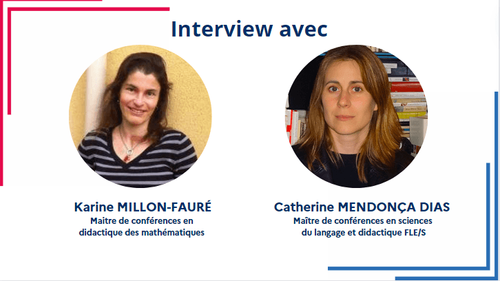 Interview avec
Karine MILLON-FAURÉ
Maitre de conférences en
didactique des mathématiques
Catherine MENDONÇA DIAS
Maître de conférences en sciences
du langage et didactique FLE/S